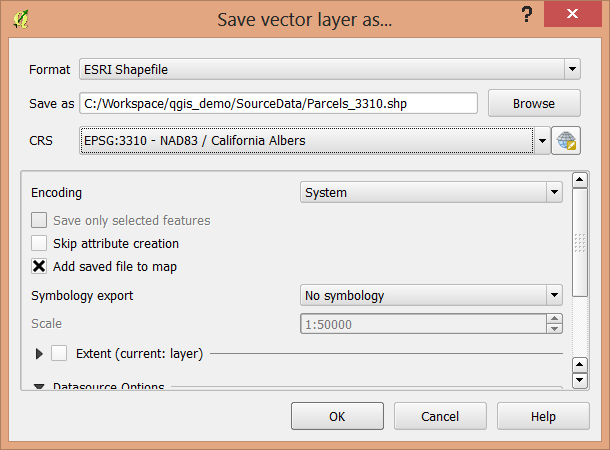 Save vector layer as...
?
Format ESRI Shapefile
Save as C:/Workspace/qgis_demo/SourceData/Parcels_3310.shp Browse
CRS EPSG:3310 - NAD83 / California Albers
Encoding System
Save only selected features
Skip attribute creation
Add saved file to map
Symbology export No symbology
Scale 1:50000
Extent (current: layer)
Datasource Options
OK Cancel Help